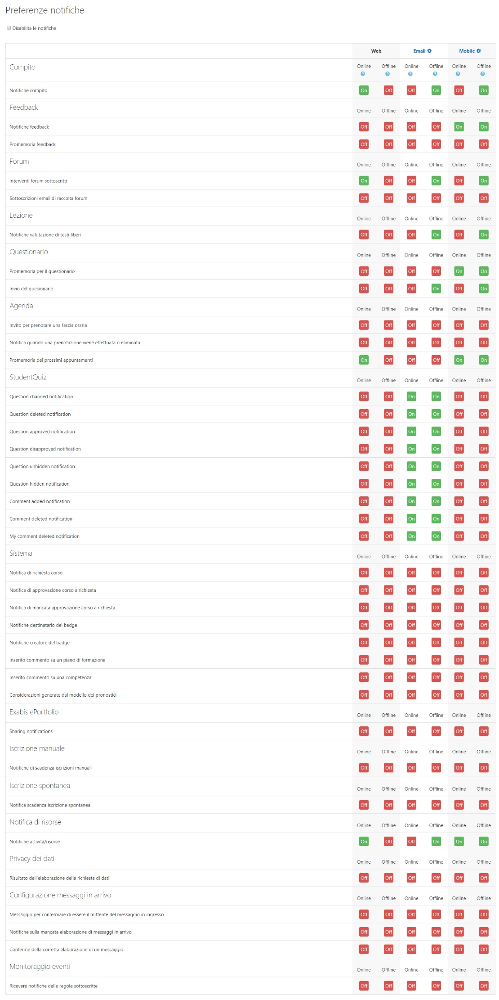 Preferenze notifiche
Disabilita le notifiche
Web Email Mobile
Compito Online Offline Online Offline Online Offline
? ? ? ? ? ?
Notifiche compito On Off Off On Off On
Feedback Online Offline Online Offline Online Offline
Notifiche feedback Off Off Off Off On On
Promemoria feedback Off Off Off Off Off Off
Forum Online Offline Online Offline Online Offline
Interventi forum sottoscritti On Off Off On Off On
Sottoscrizioni email di raccolta forum Off Off Off Off Off Off
Lezione Online Offline Online Offline Online Offline
Notifiche valutazione di testi liberi Off Off Off On Off On
Questionario Online Offline Online Offline Online Offline
Promemoria per il questionario Off Off Off Off On On
Invio del quesionario Off Off Off On Off On
Agenda Online Offline Online Offline Online Offline
Invito per prenotare una fascia oraria Off Off Off Off Off Off
Notifica quando una prenotazione viene effettuata o eliminata Off Off Off Off Off Off
Promemoria dei prossimi appuntamenti On Off Off Off On On
StudentQuiz Online Offline Online Offline Online Offline
Question changed notification Off Off On On Off Off
Question deleted notification Off Off On On Off Off
Question approved notification Off Off On On Off Off
Question disapproved notification Off Off On On Off Off
Question unhidden notification Off Off On On Off Off
Question hidden notification Off Off On On Off Off
Comment added notification Off Off On On Off Off
Comment deleted notification Off Off On On Off Off
My comment deleted notification Off Off On On Off Off
Sistema Online Offline Online Offline Online Offline
Notifica di richiesta corso Off Off Off Off Off Off
Notifica di approvazione corso a richiesta Off Off Off Off Off Off
Notifica di mancata approvazione corso a richiesta Off Off Off Off Off Off
Notifiche destinatario del badge Off Off Off Off Off Off
Notifiche creatore del badge Off Off Off Off Off Off
Inserito commento su un piano di formazione Off Off Off Off Off Off
Inserito commento su una competenza Off Off Off Off Off Off
Considerazioni generate dal modello dei pronostici Off Off Off Off Off Off
Exabis ePortfolio Online Offline Online Offline Online Offline
Sharing notifications Off Off Off Off Off Off
Iscrizione manuale Online Offline Online Offline Online Offline
Notifiche di scadenza iscrizioni manuali Off Off Off Off Off Off
Iscrizione spontanea Online Offline Online Offline Online Offline
Notifica scadenza iscrizione spontanea Off Off Off Off Off Off
Notifica di risorse Online Offline Online Offline Online Offline
Notifiche attività/risorse On Off Off On On On
Privacy dei dati Online Offline Online Offline Online Offline
Risultato dell'elaborazione della richiesta di dati Off Off Off Off Off Off
Configurazione messaggi in arrivo Online Offline Online Offline Online Offline
Messaggio per confermare di essere il mittente del messaggio in ingresso Off Off Off Off Off Off
Notifiche sulla mancata elaborazione di messaggi in arrivo Off Off Off Off Off Off
Conferme della corretta elaborazione di un messaggio Off Off Off Off Off Off
Monitoraggio eventi Online Offline Online Offline Online Offline
Ricevere notifiche delle regole sottoscritte Off Off Off Off Off Off